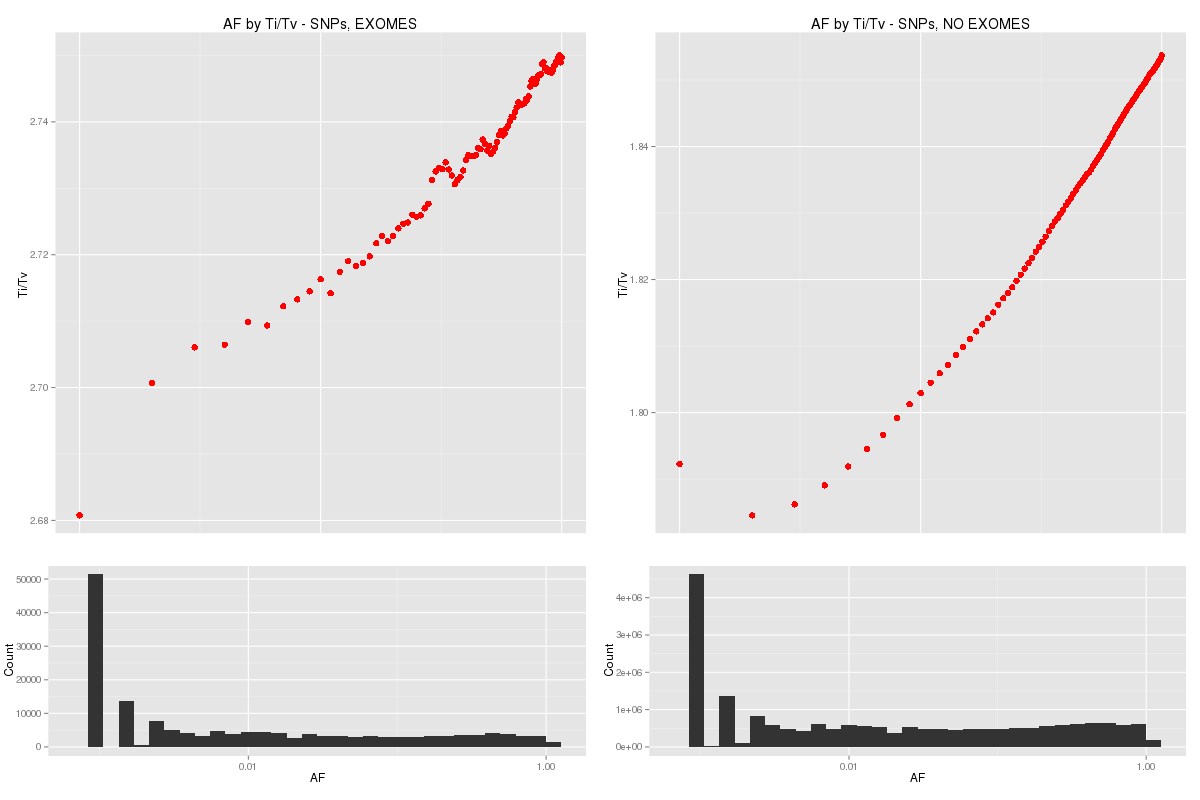 AF by Ti/Tv - SNPs, EXOMES
Ti/Tv
2.74
2.72
2.70
2.68
Count
50000
40000
30000
20000
10000
0
0.01
1.00
AF
AF by Ti/Tv - SNPs, NO EXOMES
Ti/Tv
1.84
1.82
1.80
Count
4e+06
3e+06
2e+06
1e+06
0e+00
0.01
1.00
AF